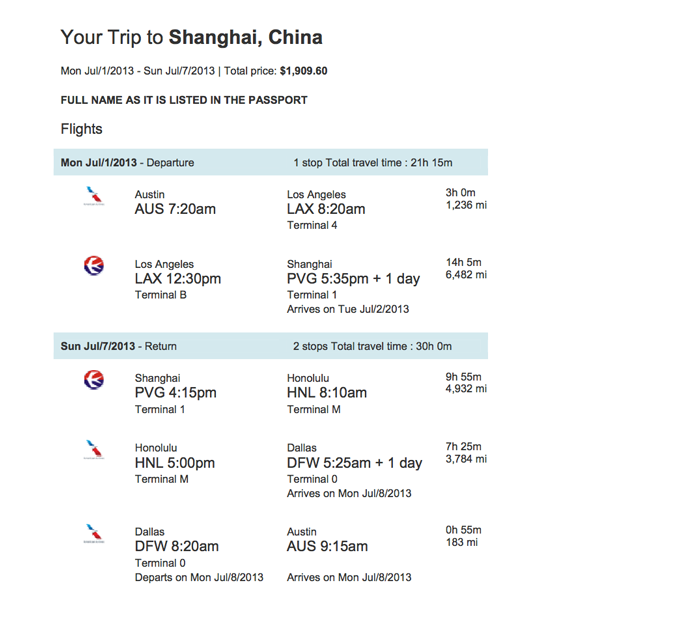 Your Trip to Shanghai, China
Mon Jul/1/2013 - Sun Jul/7/2013 | Total price: $1,909.60
FULL NAME AS IT IS LISTED IN THE PASSPORT
Flights
Mon Jul/1/2013 - Departure 1 stop Total travel time : 21h 15m
Austin Los Angeles 3h 0m
AUS 7:20am LAX 8:20am 1,236 mi
Terminal 4
Los Angeles Shanghai 14h 5m
LAX 12:30pm PVG 5:35pm + 1 day 6,482 mi
Terminal B Terminal 1
Arrives on Tue Jul/2/2013
Sun Jul/7/2013 - Return 2 stops Total travel time : 30h 0m
Shanghai Honolulu 9h 55m
PVG 4:15pm HNL 8:10am 4,932 mi
Terminal 1 Terminal M
Honolulu Dallas 7h 25m
HNL 5:00pm DFW 5:25am + 1 day 3,784 mi
Terminal M Terminal 0
Arrives on Mon Jul/8/2013
Dallas Austin 0h 55m
DFW 8:20am AUS 9:15am 183 mi
Terminal 0
Departs on Mon Jul/8/2013 Arrives on Mon Jul/8/2013